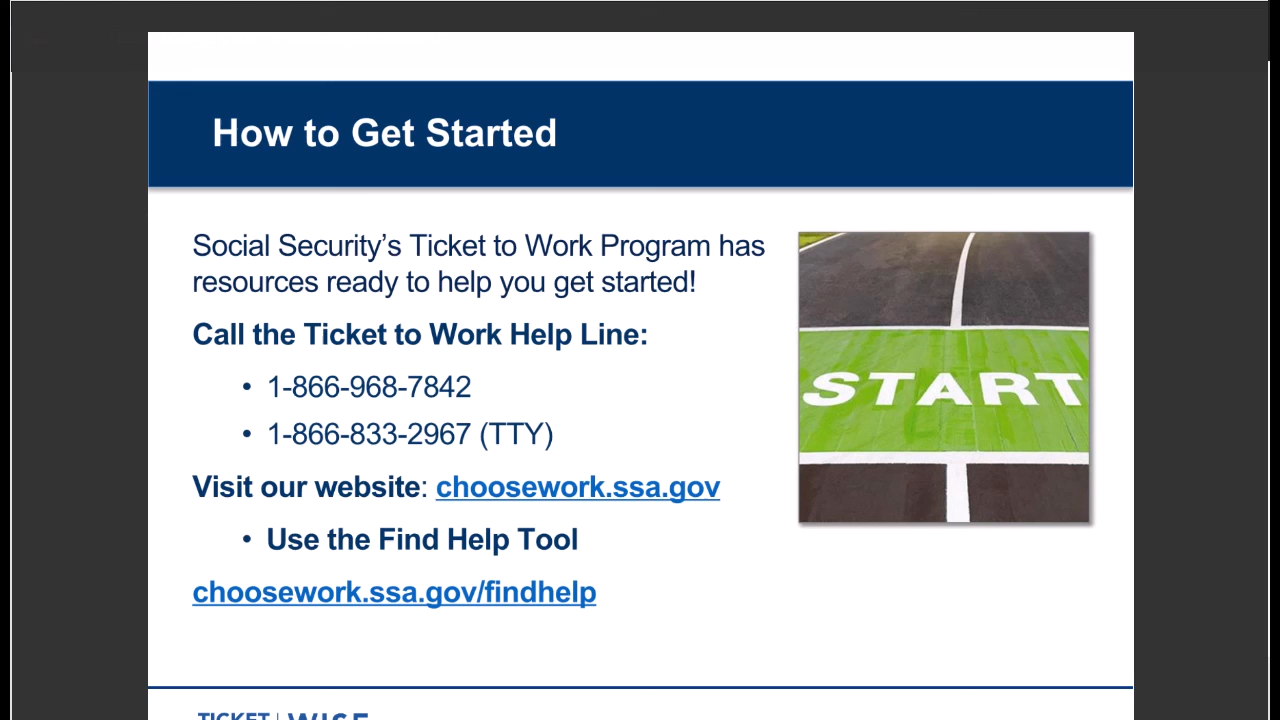 How to Get Started
Social Security’s Ticket to Work Program has
resources ready to help you get started!
Call the Ticket to Work Help Line:
• 1-866-968-7842
• 1-866-833-2967 (TTY)
Visit our website: choosework.ssa.gov
• Use the Find Help Tool
choosework.ssa.gov/findhelp
START
TICKET | WISE